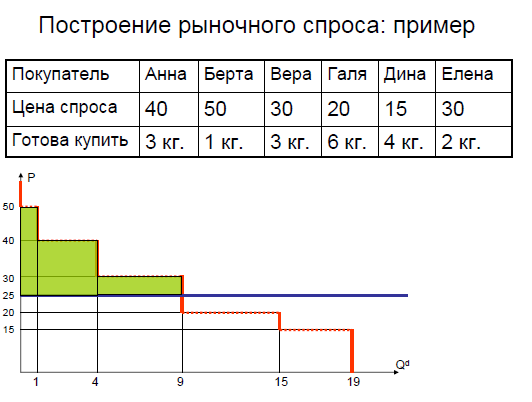 Построение рыночного спроса: пример
Покупатель Анна Берта Вера Галя Дина Елена
Цена спроса 40 50 30 20 15 30
Готова купить 3 кг. 1 кг. 3 кг. 6 кг. 4 кг. 2 кг.
P
50
40
30
25
20
15
Qᵈ
1 4 9 15 19